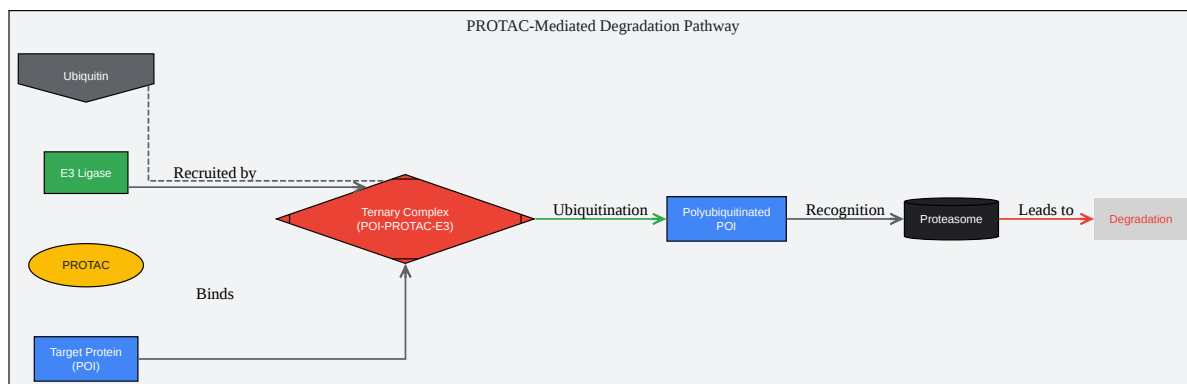 PROTAC-Mediated Degradation Pathway
Ubiquitin
E3 Ligase
Recruited by
Ternary Complex
(POI-PROTAC-E3)
Ubiquitination
Polyubiquitinated
POI
Recognition
Proteasome
Leads to
Degradation
PROTAC
Binds
Target Protein
(POI)